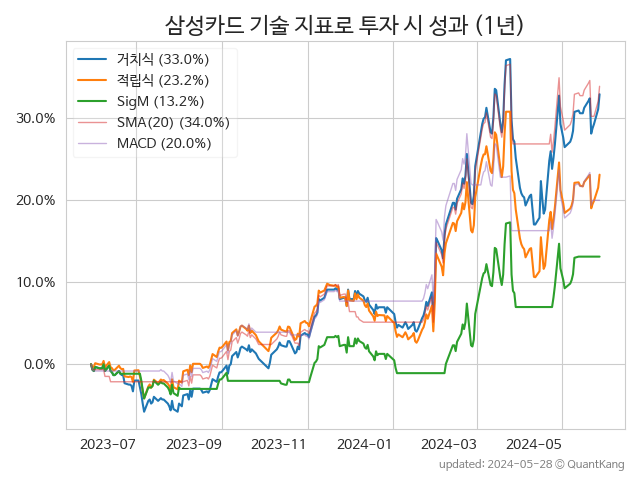 삼성카드 기술 지표로 투자 시 성과 (1년)
거치식 (33.0%)
적립식 (23.2%)
SigM (13.2%)
SMA(20) (34.0%)
MACD (20.0%)
30.0%
20.0%
10.0%
0.0%
2023-07 2023-09 2023-11 2024-01 2024-03 2024-05
updated: 2024-05-28 © QuantKang